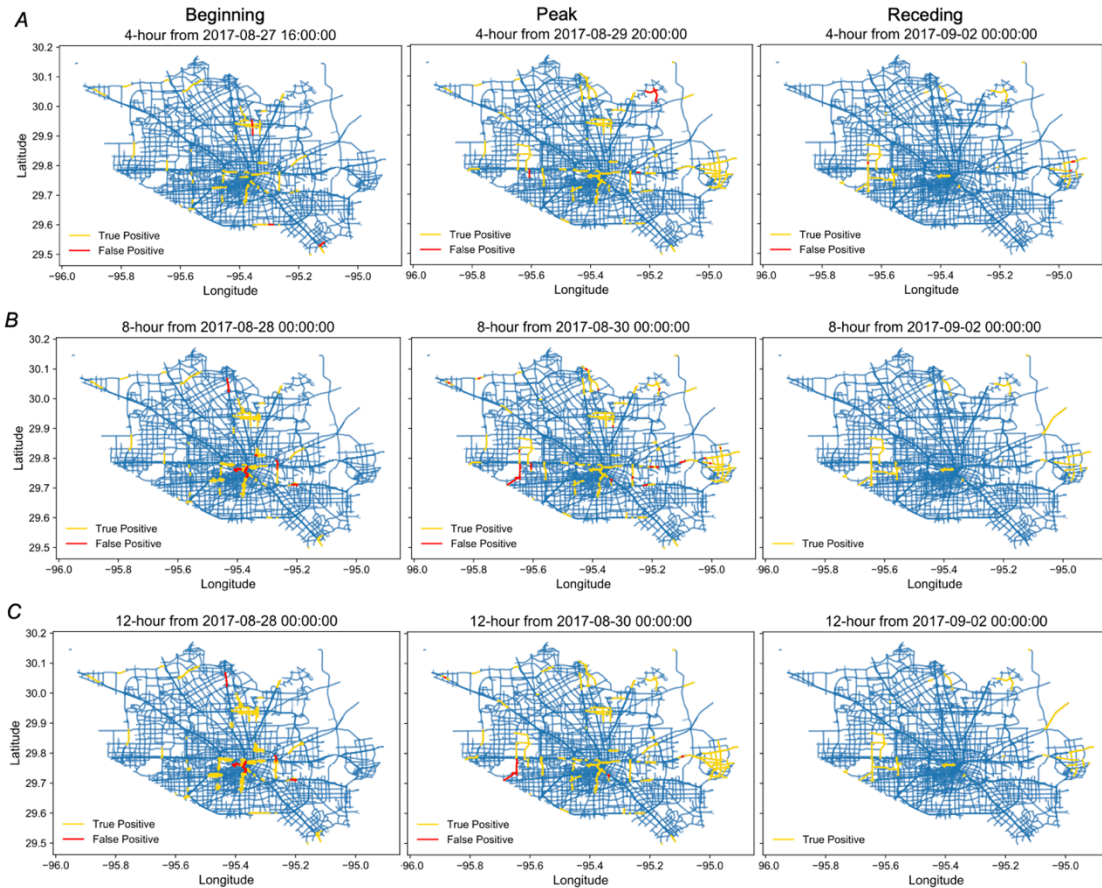 A
Beginning
Peak
Receding
4-hour from 2017-08-27 16:00:00
4-hour from 2017-08-29 20:00:00
4-hour from 2017-09-02 00:00:00
30.2
30.1
30.0
29.9
29.8
29.7
29.6
29.5
Latitude
True Positive
False Positive
True Positive
False Positive
True Positive
False Positive
−96.0 −95.8 −95.6 −95.4 −95.2 −95.0
−96.0 −95.8 −95.6 −95.4 −95.2 −95.0
−96.0 −95.8 −95.6 −95.4 −95.2 −95.0
Longitude
Longitude
Longitude
B
8-hour from 2017-08-28 00:00:00
8-hour from 2017-08-30 00:00:00
8-hour from 2017-09-02 00:00:00
30.2
30.1
30.0
29.9
29.8
29.7
29.6
29.5
Latitude
True Positive
False Positive
True Positive
False Positive
True Positive
−96.0 −95.8 −95.6 −95.4 −95.2 −95.0
−96.0 −95.8 −95.6 −95.4 −95.2 −95.0
−96.0 −95.8 −95.6 −95.4 −95.2 −95.0
Longitude
Longitude
Longitude
C
12-hour from 2017-08-28 00:00:00
12-hour from 2017-08-30 00:00:00
12-hour from 2017-09-02 00:00:00
30.2
30.1
30.0
29.9
29.8
29.7
29.6
29.5
Latitude
True Positive
False Positive
True Positive
False Positive
True Positive
−96.0 −95.8 −95.6 −95.4 −95.2 −95.0
−96.0 −95.8 −95.6 −95.4 −95.2 −95.0
−96.0 −95.8 −95.6 −95.4 −95.2 −95.0
Longitude
Longitude
Longitude